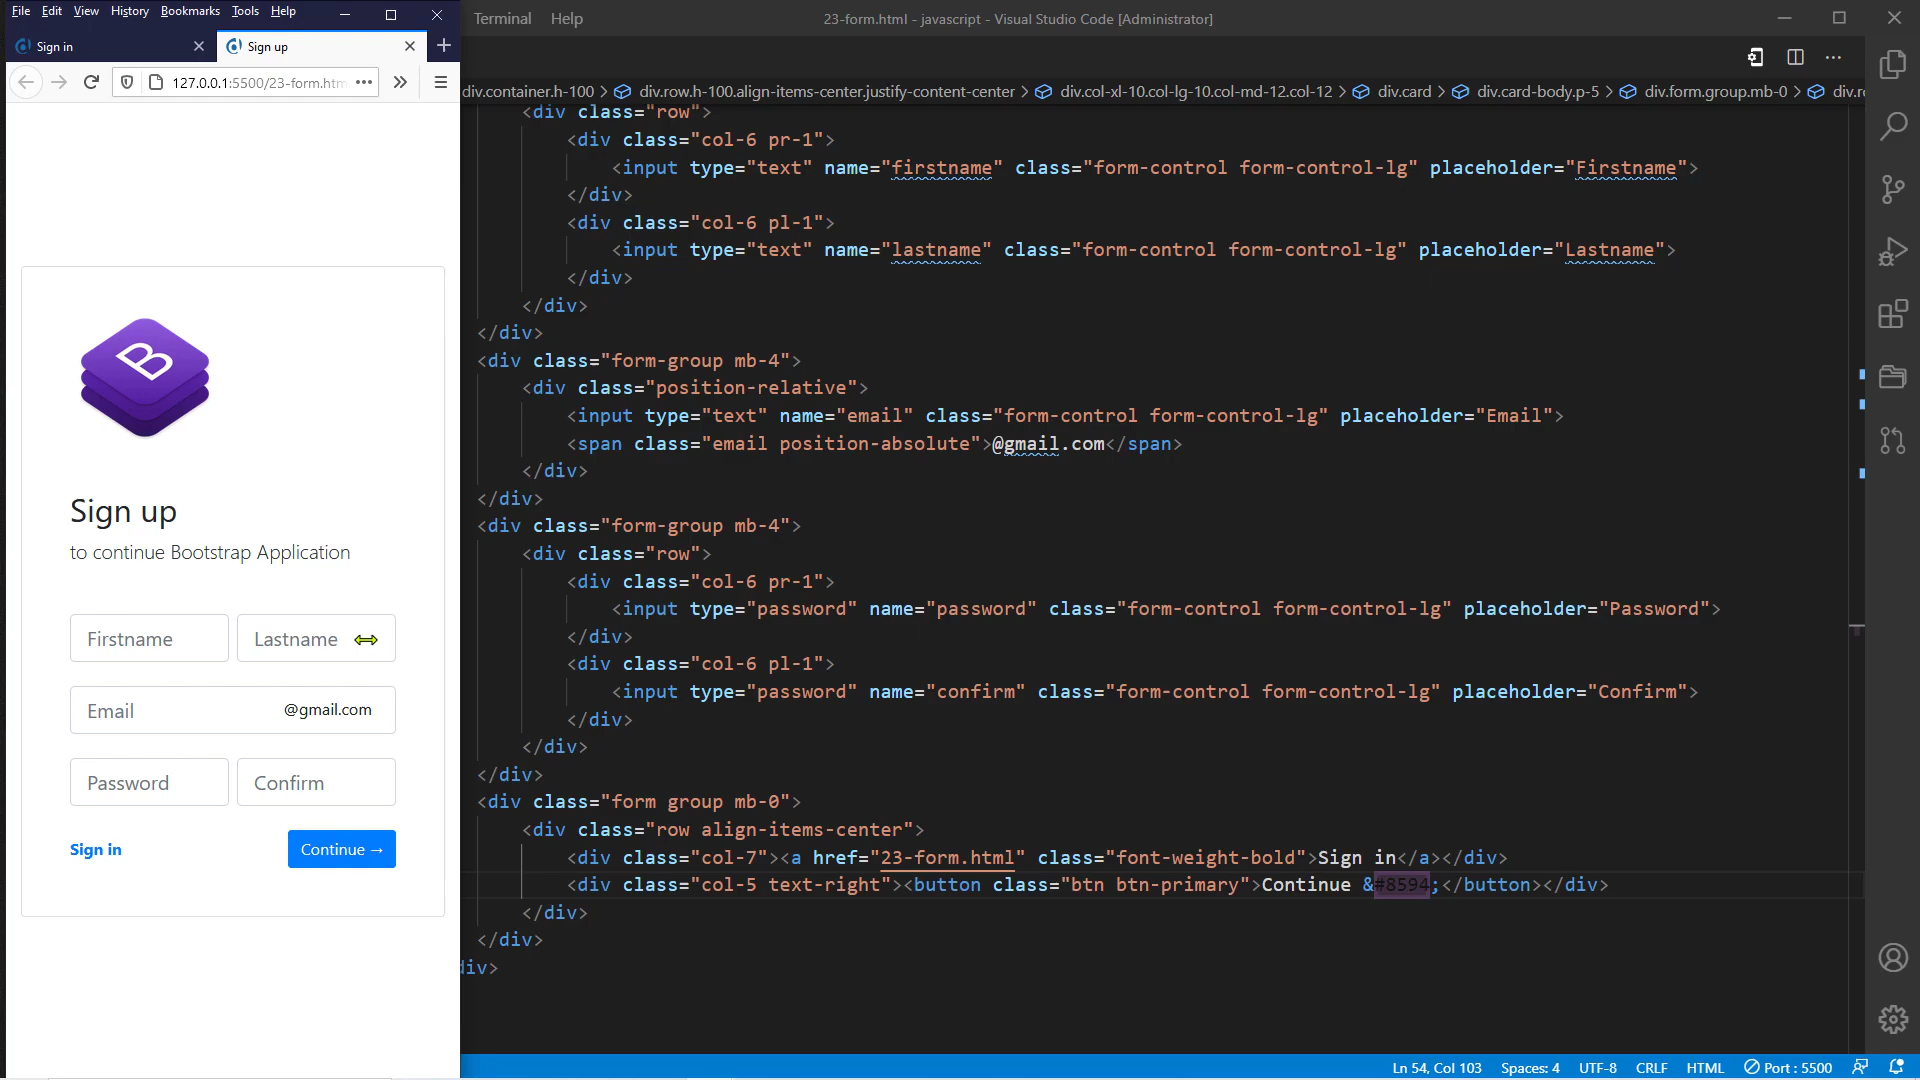 File Edit View History Bookmarks Tools Help
Sign in
Sign up
127.0.0.1:5500/23-form.htm
Sign up
to continue Bootstrap Application
Firstname
Lastname
Email
@gmail.com
Password
Confirm
Sign in
Continue →
Terminal Help
23-form.html - javascript - Visual Studio Code [Administrator]
div.container.h-100 > div.row.h-100.align-items-center.justify-content-center > div.col-xl-10.col-lg-10.col-md-12.col-12 > div.card > div.card-body.p-5 > div.form.group.mb-0 > div.r
<div class="row">
<div class="col-6 pr-1">
<input type="text" name="firstname" class="form-control form-control-lg" placeholder="Firstname">
</div>
<div class="col-6 pl-1">
<input type="text" name="lastname" class="form-control form-control-lg" placeholder="Lastname">
</div>
</div>
</div>
<div class="form-group mb-4">
<div class="position-relative">
<input type="text" name="email" class="form-control form-control-lg" placeholder="Email">
<span class="email position-absolute">@gmail.com</span>
</div>
</div>
<div class="form-group mb-4">
<div class="row">
<div class="col-6 pr-1">
<input type="password" name="password" class="form-control form-control-lg" placeholder="Password">
</div>
<div class="col-6 pl-1">
<input type="password" name="confirm" class="form-control form-control-lg" placeholder="Confirm">
</div>
</div>
</div>
<div class="form group mb-0">
<div class="row align-items-center">
<div class="col-7"><a href="23-form.html" class="font-weight-bold">Sign in</a></div>
<div class="col-5 text-right"><button class="btn btn-primary">Continue &#8594;</button></div>
</div>
</div>
div>
Ln 54, Col 103 Spaces: 4 UTF-8 CRLF HTML Port : 5500